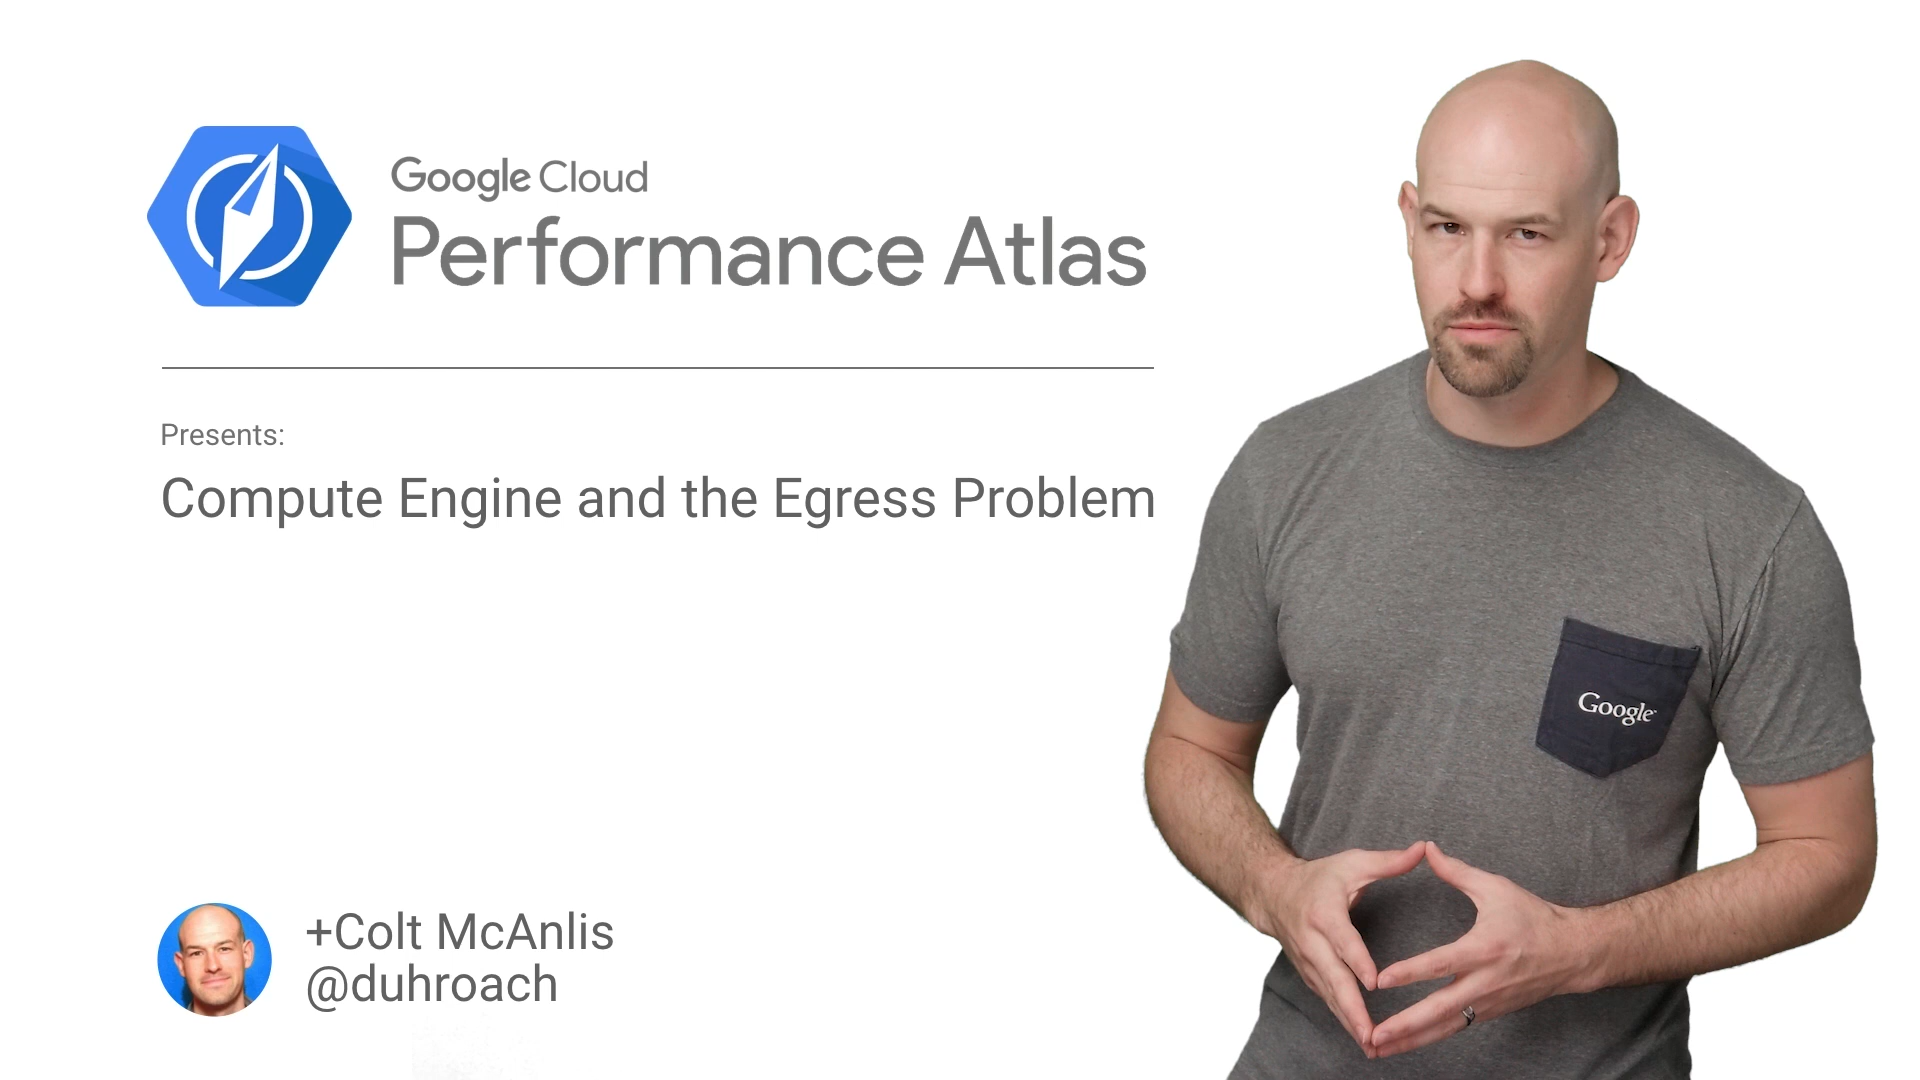 Google Cloud
Performance Atlas
Presents:
Compute Engine and the Egress Problem
Google
+Colt McAnlis
@duhroach